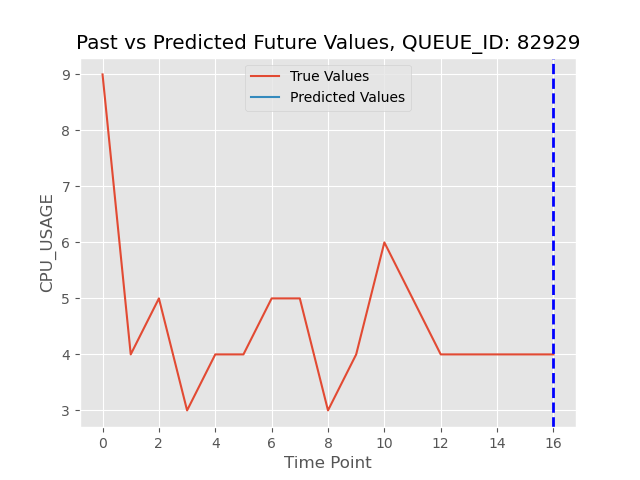 Past vs Predicted Future Values, QUEUE_ID: 82929
True Values
Predicted Values
CPU_USAGE
9
8
7
6
5
4
3
0 2 4 6 8 10 12 14 16
Time Point